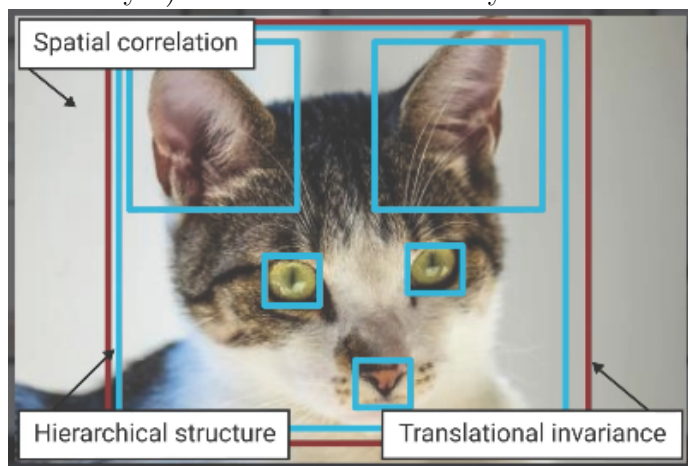 Spatial correlation
Hierarchical structure
Translational invariance